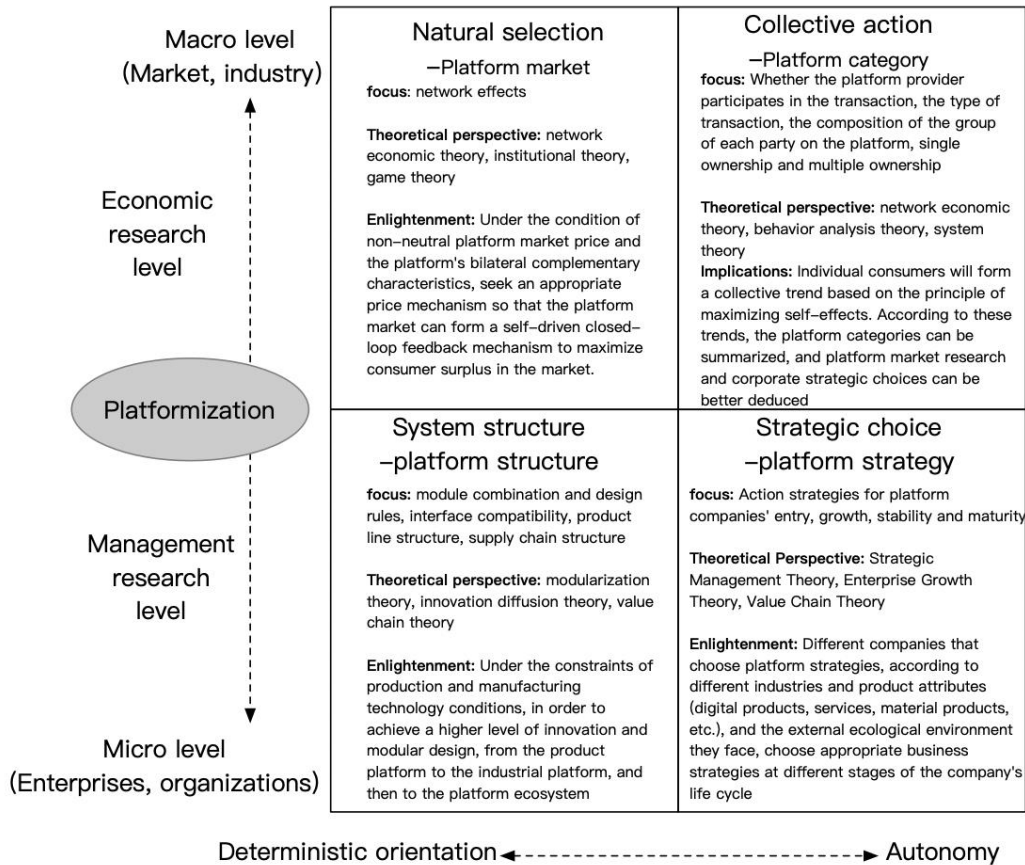 Macro level
(Market, industry)
Economic
research
level
Platformization
Management
research
level
Micro level
(Enterprises, organizations)
Natural selection
–Platform market
focus: network effects
Theoretical perspective: network
economic theory, institutional theory,
game theory
Enlightenment: Under the condition of
non–neutral platform market price and
the platform's bilateral complementary
characteristics, seek an appropriate
price mechanism so that the platform
market can form a self–driven closed–
loop feedback mechanism to maximize
consumer surplus in the market.
Collective action
–Platform category
focus: Whether the platform provider
participates in the transaction, the type of
transaction, the composition of the group
of each party on the platform, single
ownership and multiple ownership
Theoretical perspective: network economic
theory, behavior analysis theory, system
theory
Implications: Individual consumers will form
a collective trend based on the principle of
maximizing self–effects. According to these
trends, the platform categories can be
summarized, and platform market research
and corporate strategic choices can be
better deduced
System structure
–platform structure
focus: module combination and design
rules, interface compatibility, product
line structure, supply chain structure
Theoretical perspective: modularization
theory, innovation diffusion theory, value
chain theory
Enlightenment: Under the constraints of
production and manufacturing
technology conditions, in order to
achieve a higher level of innovation and
modular design, from the product
platform to the industrial platform, and
then to the platform ecosystem
Strategic choice
–platform strategy
focus: Action strategies for platform
companies' entry, growth, stability and maturity
Theoretical Perspective: Strategic
Management Theory, Enterprise Growth
Theory, Value Chain Theory
Enlightenment: Different companies that
choose platform strategies, according to
different industries and product attributes
(digital products, services, material products,
etc.), and the external ecological environment
they face, choose appropriate business
strategies at different stages of the company's
life cycle
Deterministic orientation
Autonomy